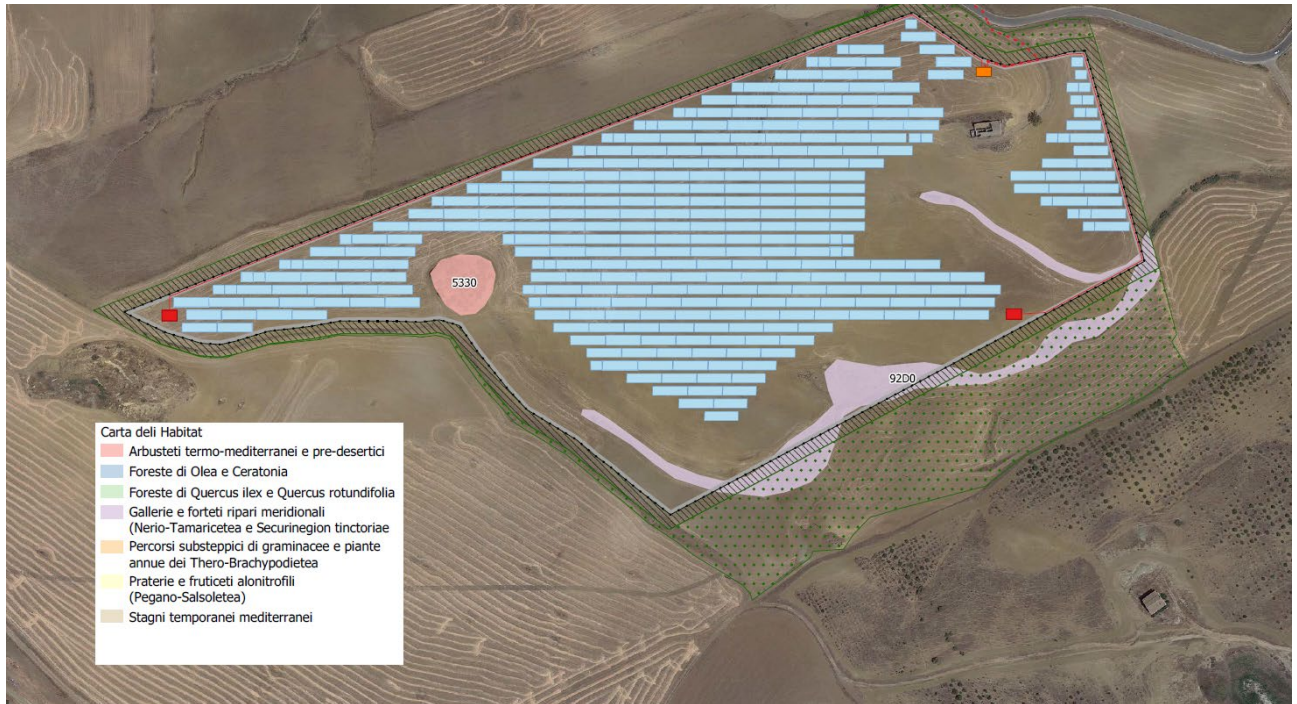 5330
92D0
Carta deli Habitat
Arbusteti termo-mediterranei e pre-desertici
Foreste di Olea e Ceratonia
Foreste di Quercus ilex e Quercus rotundifolia
Gallerie e forteti ripari meridionali
(Nerio-Tamaricetea e Securinegion tinctoriae
Percorsi substeppici di graminacee e piante
annue dei Thero-Brachypodietea
Praterie e fruticeti alonitrofili
(Pegano-Salsoletea)
Stagni temporanei mediterranei